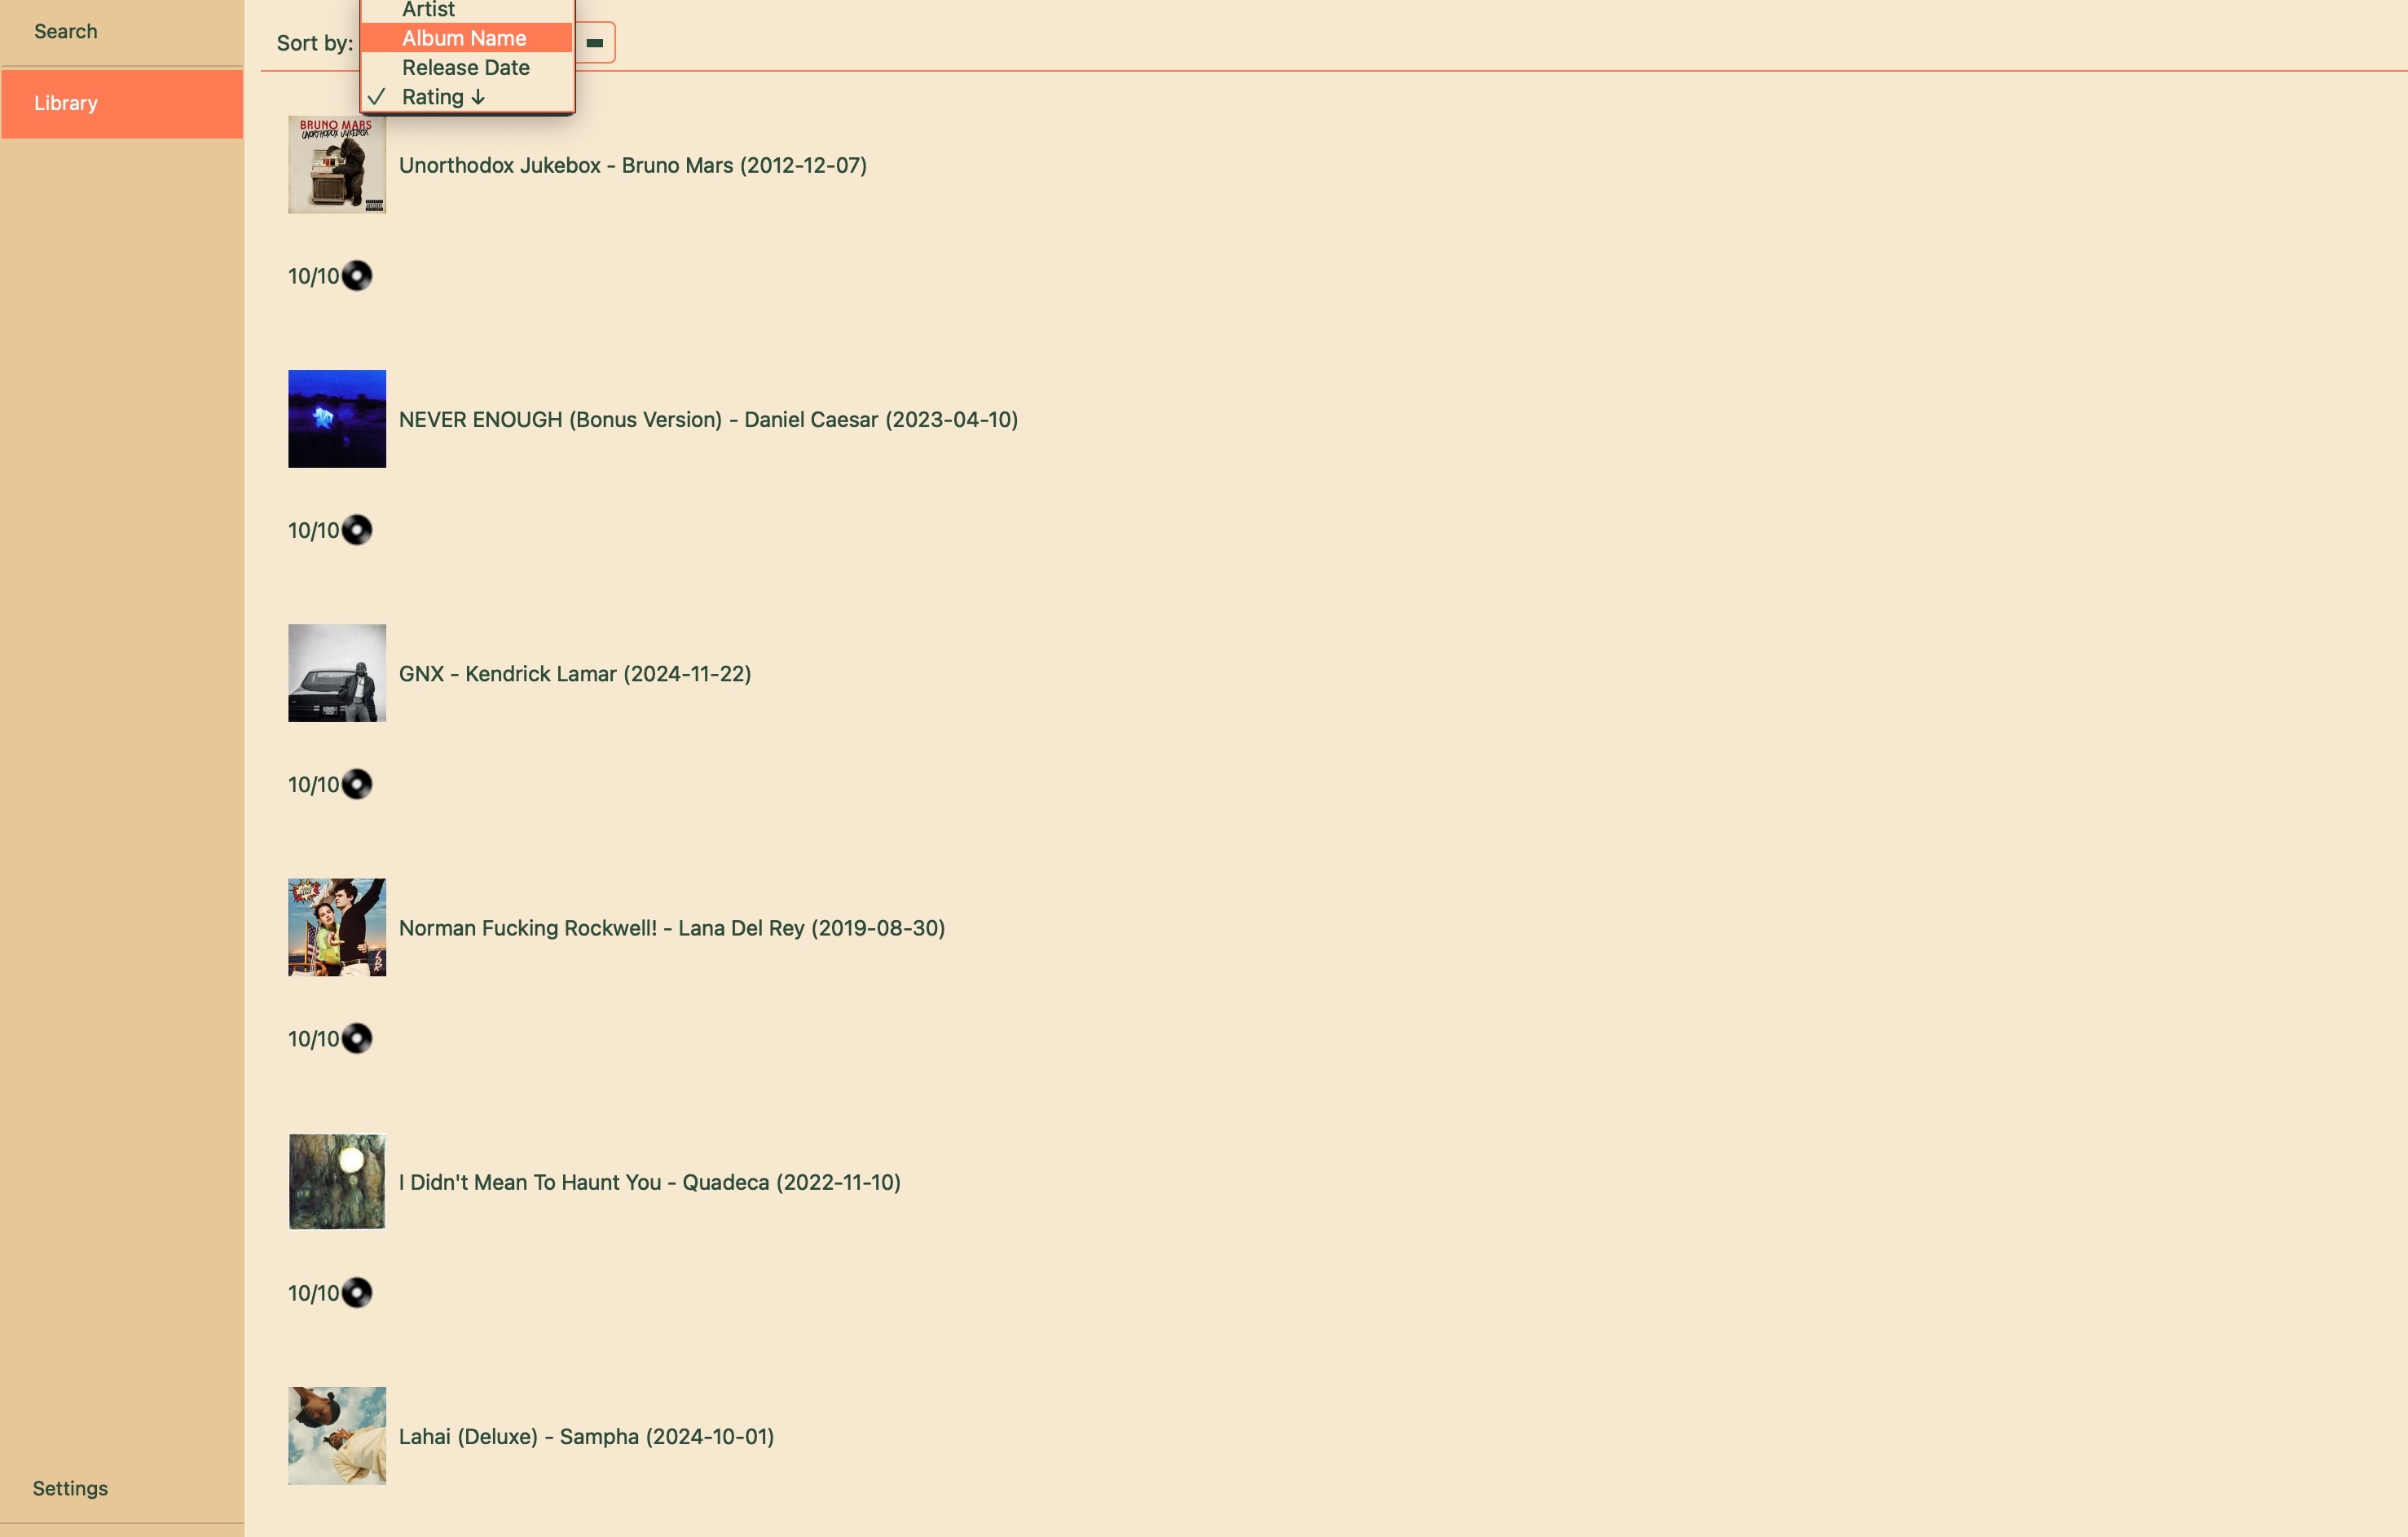 Search
Library
Settings
Sort by:
Artist
Album Name
Release Date
✓ Rating ↓
BRUNO MARS
UNORTHODOX JUKEBOX
Unorthodox Jukebox - Bruno Mars (2012-12-07)
10/10
NEVER ENOUGH (Bonus Version) - Daniel Caesar (2023-04-10)
10/10
GNX - Kendrick Lamar (2024-11-22)
10/10
Norman Fucking Rockwell! - Lana Del Rey (2019-08-30)
10/10
I Didn't Mean To Haunt You - Quadeca (2022-11-10)
10/10
Lahai (Deluxe) - Sampha (2024-10-01)